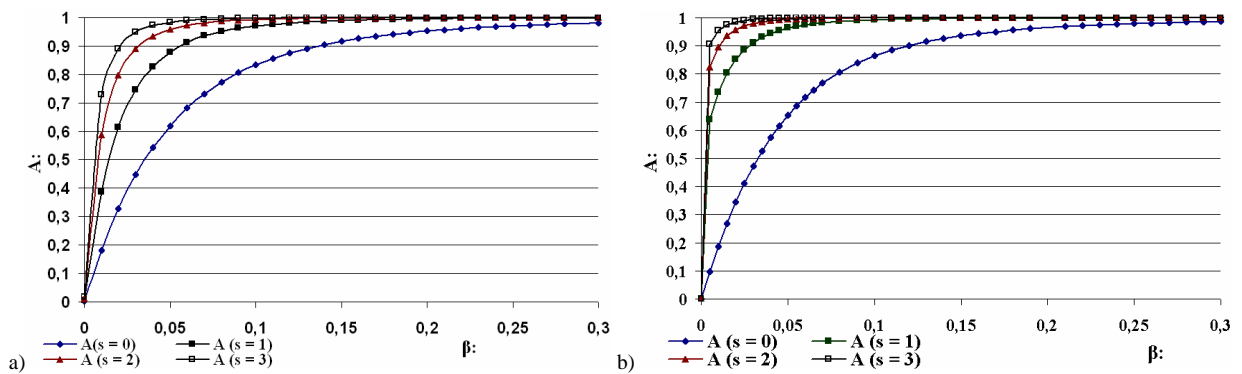 1
0,9
0,8
0,7
0,6
0,5
0,4
0,3
0,2
0,1
0
A:
0 0,05 0,1 0,15 0,2 0,25 0,3
β:
a)
A(s = 0) A (s = 1)
A (s = 2) A (s = 3)
1
0,9
0,8
0,7
0,6
0,5
0,4
0,3
0,2
0,1
0
A:
0 0,05 0,1 0,15 0,2 0,25 0,3
β:
b)
A (s = 0) A (s = 1)
A (s = 2) A (s = 3)